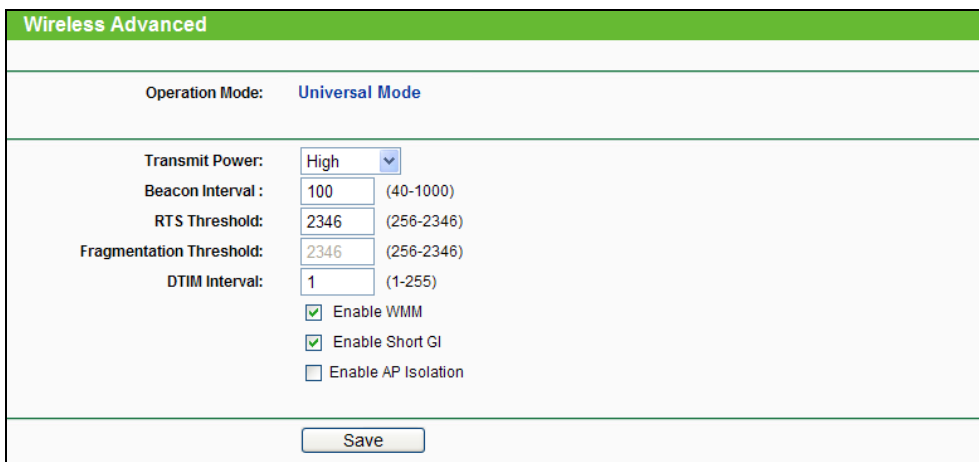 Wireless Advanced
Operation Mode: Universal Mode
Transmit Power: High
Beacon Interval : 100 (40-1000)
RTS Threshold: 2346 (256-2346)
Fragmentation Threshold: 2346 (256-2346)
DTIM Interval: 1 (1-255)
Enable WMM
Enable Short GI
Enable AP Isolation
Save